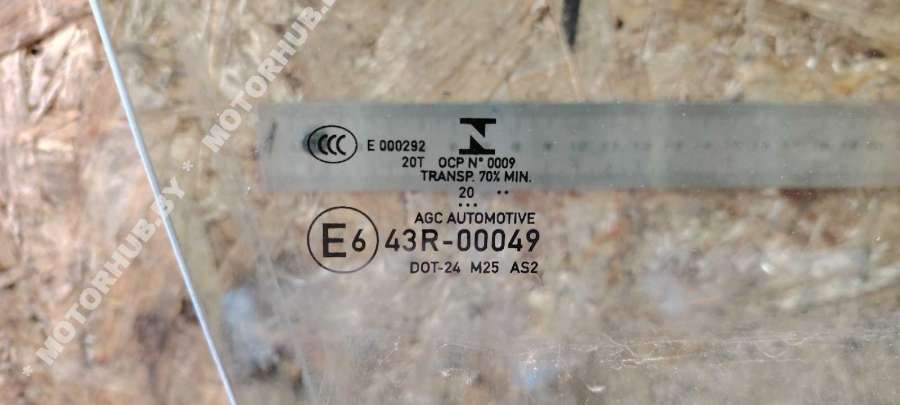 CCC E 000292
20T OCP N° 0009
TRANSP. 70% MIN.
20 ··
...
AGC AUTOMOTIVE
E6 43R-00049
DOT-24 M25 AS2
* MOTORHUB.BY * MOTORHUB.BY